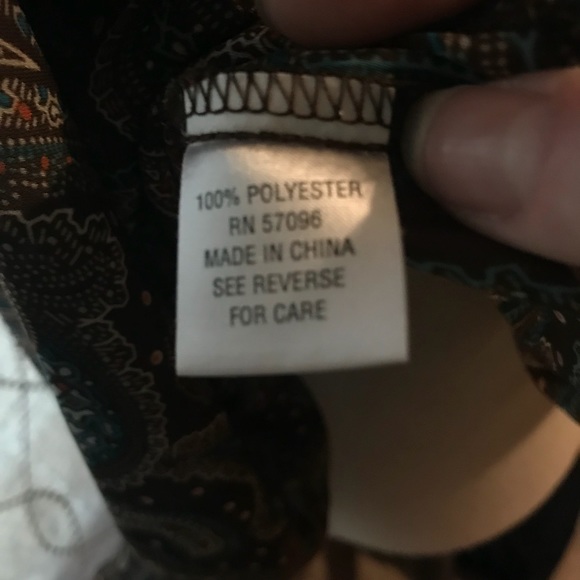 100% POLYESTER
RN 57096
MADE IN CHINA
SEE REVERSE
FOR CARE